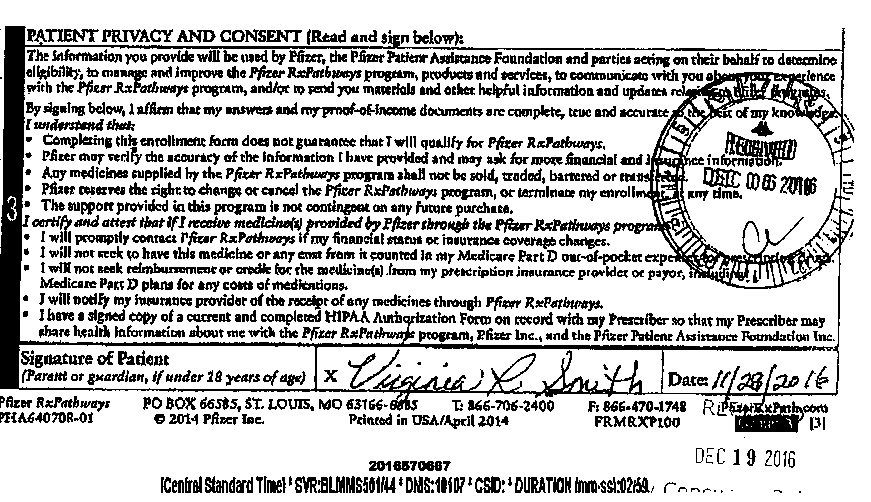 PATIENT PRIVACY AND CONSENT (Read and sign below):
The information you provide will be used by Pfizer, the Pfizer Patient Assistance Foundation and parties acting on their behalf to determine
eligibility, to manage and improve the Pfizer RxPathways program, products and services, to communicate with you about your experience
with the Pfizer RxPathways program, and/or to send you materials and other helpful information and updates relating to Pfizer programs.
By signing below, I affirm that my answers and my proof-of-income documents are complete, true and accurate to the best of my knowledge.
I understand that:
• Completing this enrollment form does not guarantee that I will qualify for Pfizer RxPathways.
• Pfizer may verify the accuracy of the information I have provided and may ask for more financial and insurance information.
• Any medicines supplied by the Pfizer RxPathways program shall not be sold, traded, bartered or transferred.
• Pfizer reserves the right to change or cancel the Pfizer RxPathways program, or terminate my enrollment, any time.
• The support provided in this program is not contingent on any future purchase.
RECEIVED
DEC 06 2016
I certify and attest that if I receive medicine(s) provided by Pfizer through the Pfizer RxPathways program:
• I will promptly contact Pfizer RxPathways if my financial status or insurance coverage changes.
• I will not seek to have this medicine or any cost from it counted in my Medicare Part D out-of-pocket expenses for prescription drugs.
• I will not seek reimbursement or credit for the medicine(s) from my prescription insurance provider or payor, including
Medicare Part D plans for any costs of medications.
• I will notify my insurance provider of the receipt of any medicines through Pfizer RxPathways.
• I have a signed copy of a current and completed HIPAA Authorization Form on record with my Prescriber so that my Prescriber may
share health information about me with the Pfizer RxPathways program, Pfizer Inc., and the Pfizer Patient Assistance Foundation Inc.
Signature of Patient
(Parent or guardian, if under 18 years of age) X Virginia R. Smith Date: 11/28/2016
Pfizer RxPathways PO BOX 66585, ST. LOUIS, MO 63166-6585 T: 866-706-2400 F: 866-470-1748 PfizerRxPath.com
PHA640708-01 © 2014 Pfizer Inc. Printed in USA/April 2014 FRMRXP100 [3]
DEC 19 2016
2016570667
(Central Standard Time) * SVR:BLMMS501/44 * DNIS:10107 * CSID: * DURATION (mm-ss):02/59